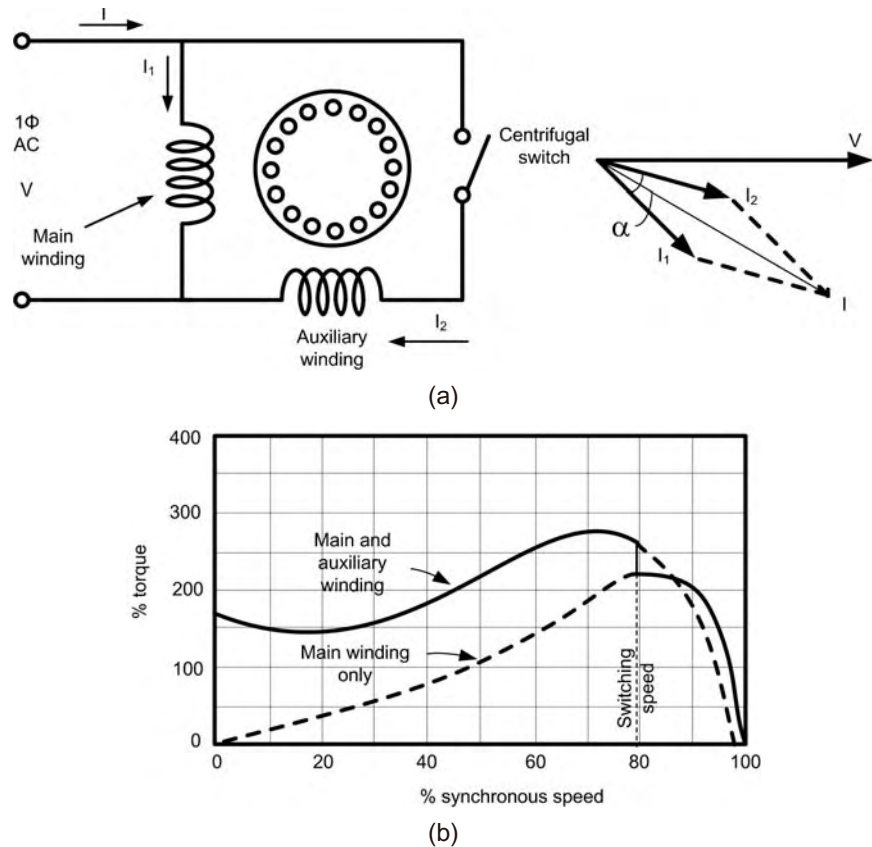 I
I₁
1Φ
AC
V
Main
winding
Centrifugal
switch
I₂
Auxiliary
winding
V
I₂
α
I₁
I
(a)
400
300
200
100
0
% torque
Main and
auxiliary
winding
Main winding
only
Switching
speed
0
20
40
60
80
100
% synchronous speed
(b)